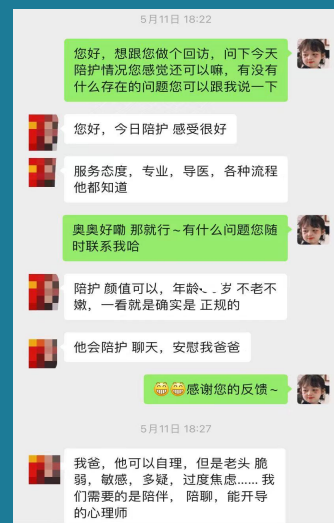 5月11日 18:22
您好，想跟您做个回访，问下今天
陪护情况您感觉还可以嘛，有没有
什么存在的问题您可以跟我说一下
您好，今日陪护 感受很好
服务态度，专业，导医，各种流程
他都知道
奥奥好嘞 那就行~有什么问题您随
时联系我哈
陪护 颜值可以，年龄 岁 不老不
嫩，一看就是确实是 正规的
他会陪护 聊天，安慰我爸爸
感谢您的反馈~
5月11日 18:27
我爸，他可以自理，但是老头 脆
弱，敏感，多疑，过度焦虑...... 我
们需要的是陪伴， 陪聊，能开导
的心理师